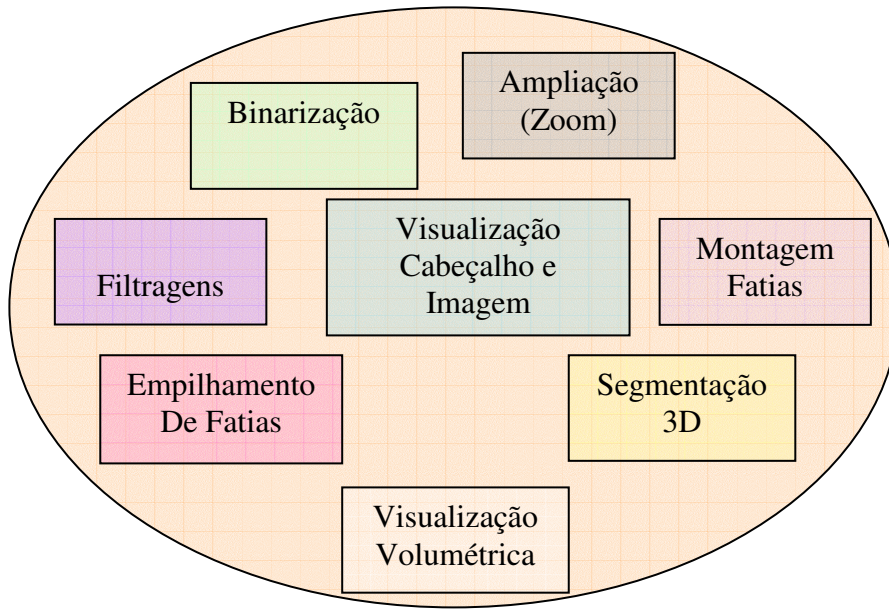 Ampliação
(Zoom)
Binarização
Visualização
Cabeçalho e
Imagem
Montagem
Fatias
Filtragens
Empilhamento
De Fatias
Segmentação
3D
Visualização
Volumétrica